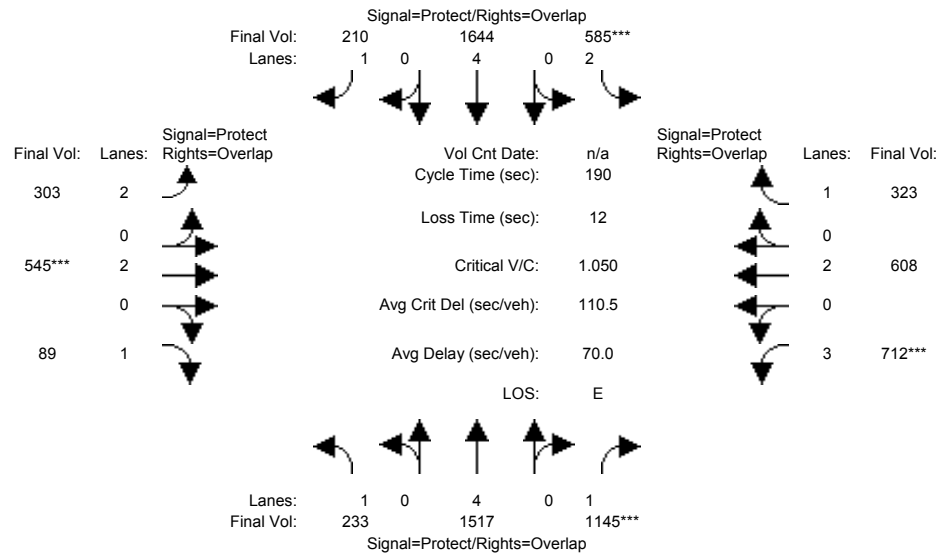 Signal=Protect/Rights=Overlap
Final Vol: 210 1644 585***
Lanes: 1 0 4 0 2
Signal=Protect
Final Vol: Lanes: Rights=Overlap
Vol Cnt Date: n/a
Signal=Protect
Rights=Overlap Lanes: Final Vol:
Cycle Time (sec): 190
303 2
1 323
Loss Time (sec): 12
0
0
545*** 2
Critical V/C: 1.050
2 608
0
Avg Crit Del (sec/veh): 110.5
0
89 1
Avg Delay (sec/veh): 70.0
3 712***
LOS: E
Lanes: 1 0 4 0 1
Final Vol: 233 1517 1145***
Signal=Protect/Rights=Overlap